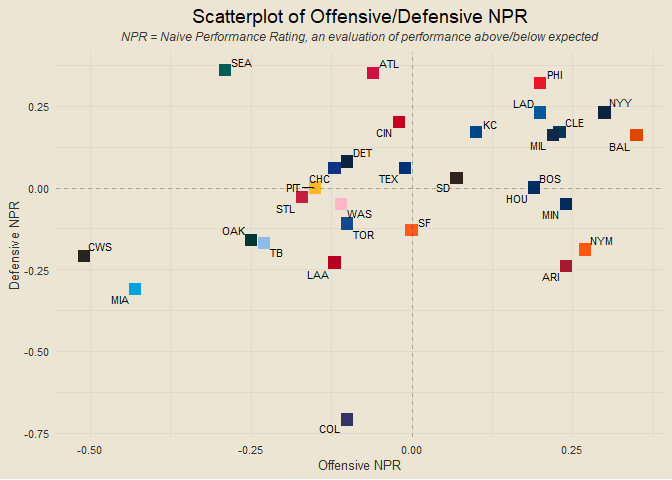 Scatterplot of Offensive/Defensive NPR
NPR = Naive Performance Rating, an evaluation of performance above/below expected
SEA
ATL
PHI
LAD
NYY
0.25
CIN
KC
CLE
MIL
BAL
DET
CHC
TEX
SD
BOS
0.00
PIT
HOU
STL
WAS
MIN
SF
OAK
TOR
NYM
CWS
TB
-0.25
LAA
ARI
MIA
-0.50
COL
-0.75
-0.50
-0.25
0.00
0.25
Offensive NPR
Defensive NPR